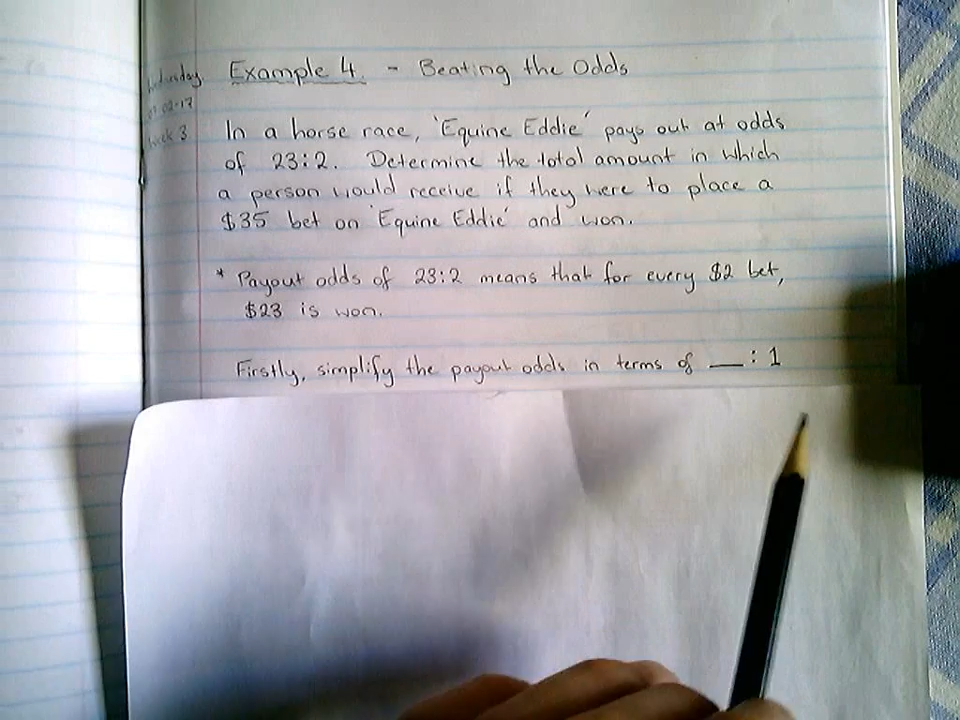 Example 4. - Beating the Odds
In a horse race, 'Equine Eddie' pays out at odds
of 23:2. Determine the total amount in which
a person would receive if they were to place a
$35 bet on 'Equine Eddie' and won.
* Payout odds of 23:2 means that for every $2 bet,
$23 is won.
Firstly, simplify the payout odds in terms of __ : 1